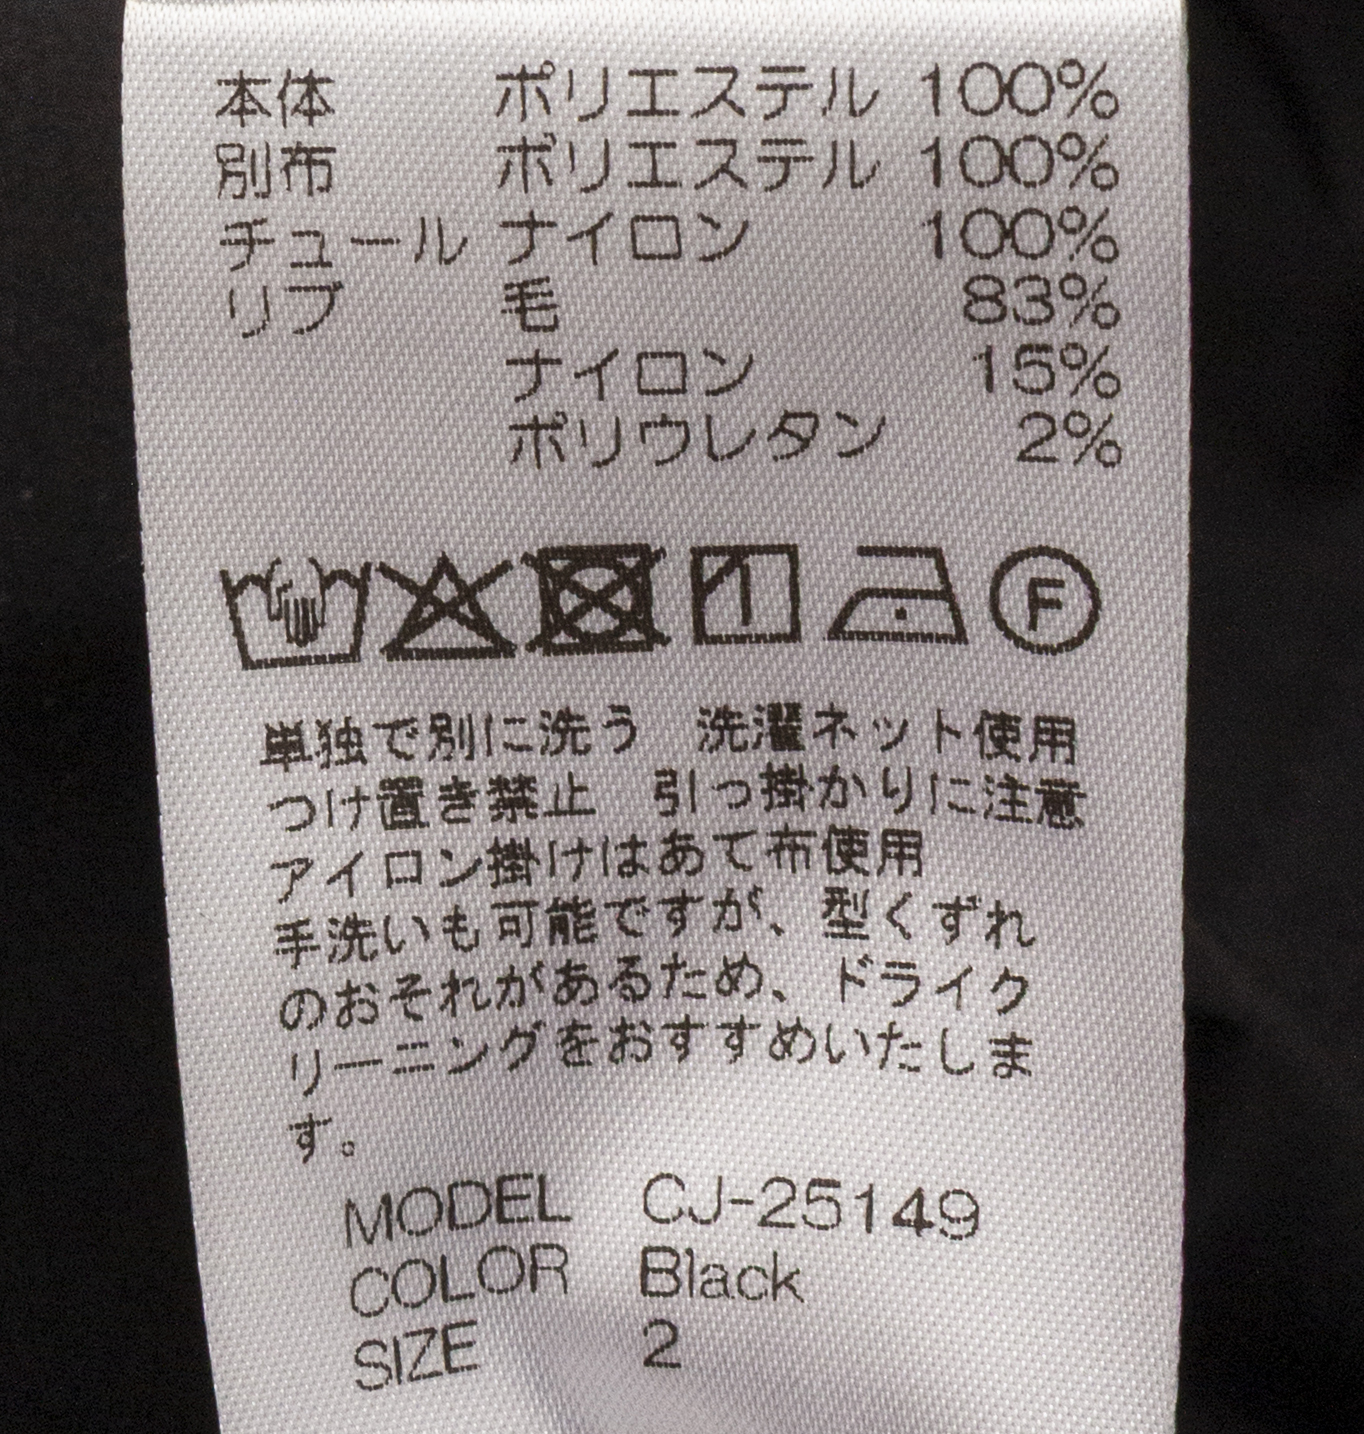 本体 ポリエステル 100%
別布 ポリエステル 100%
チュール ナイロン 100%
リブ 毛 83%
ナイロン 15%
ポリウレタン 2%
F
単独で別に洗う 洗濯ネット使用
つけ置き禁止 引っ掛かりに注意
アイロン掛けはあて布使用
手洗いも可能ですが、型くずれ
のおそれがあるため、ドライク
リーニングをおすすめいたしま
す。
MODEL CJ-25149
COLOR Black
SIZE 2